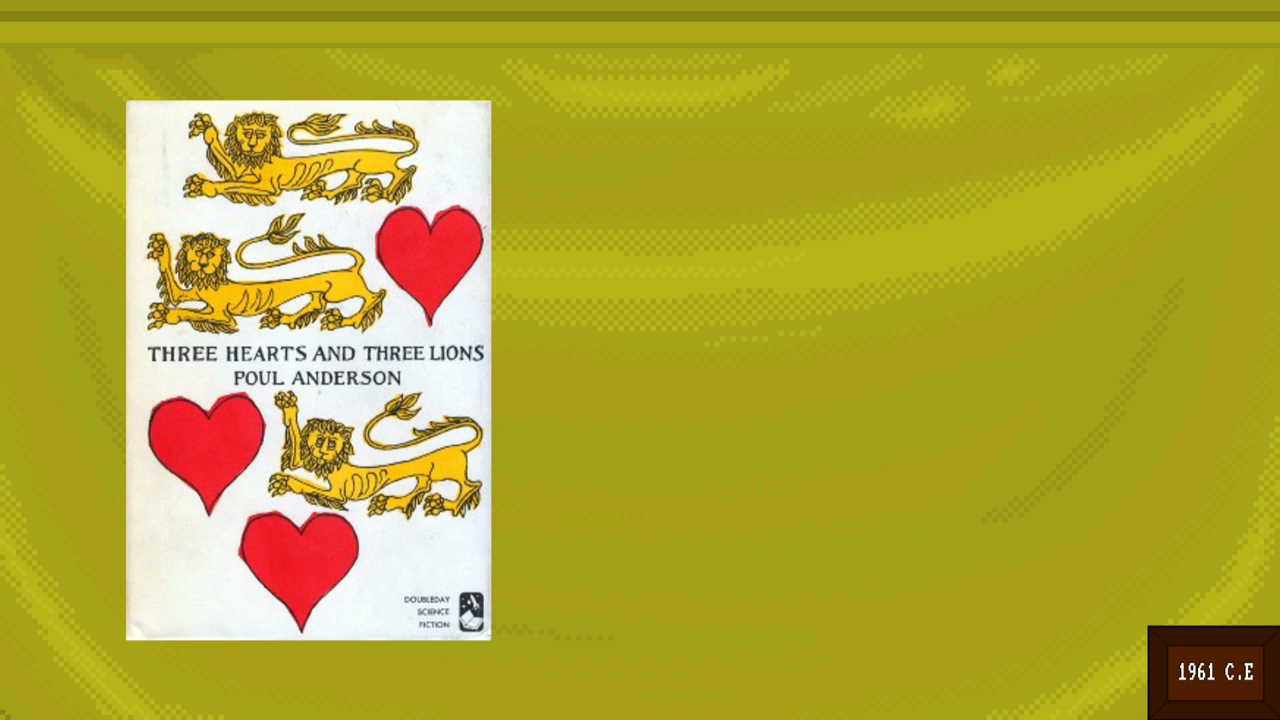 THREE HEARTS AND THREE LIONS
POUL ANDERSON
DOUBLEDAY
SCIENCE
FICTION
1961 C.E